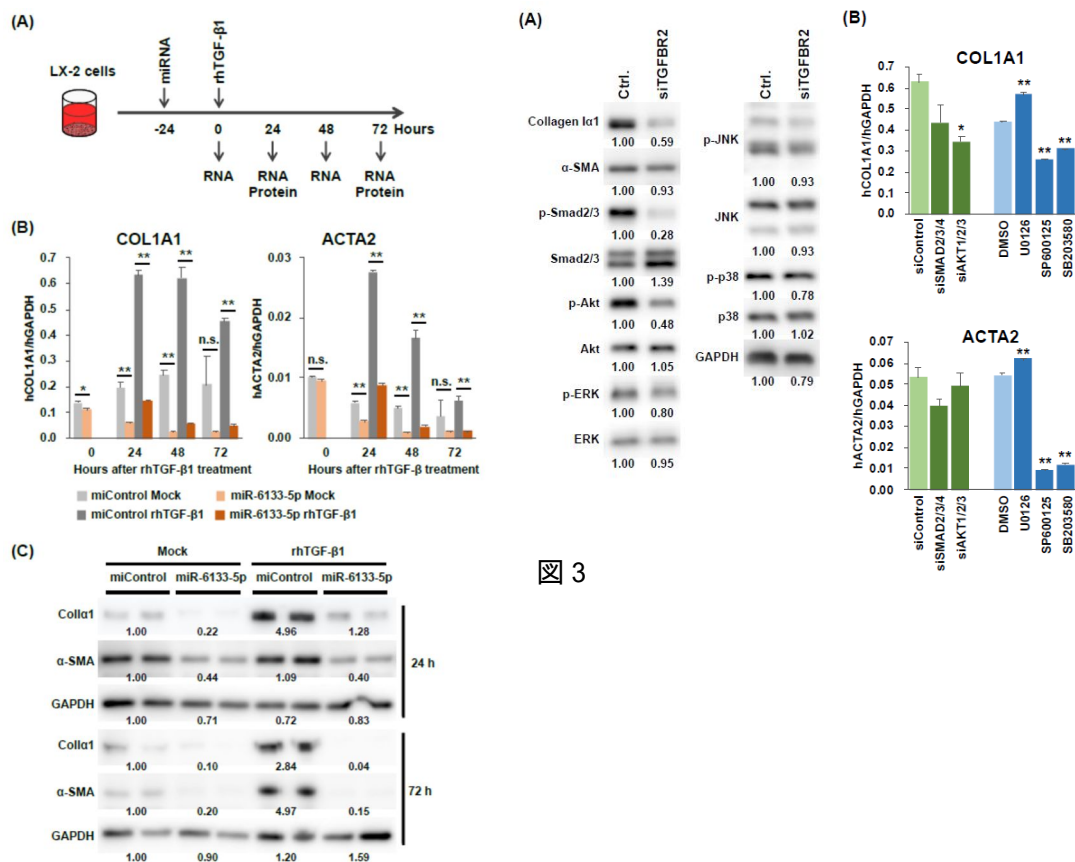 (A)
LX-2 cells
miRNA
rhTGF-β1
-24 0 24 48 72 Hours
RNA RNA RNA RNA
Protein Protein
(B)
COL1A1
hCOL1A1/hGAPDH
0.7
0.6
0.5
0.4
0.3
0.2
0.1
0.0
* ** ** ** ** n.s. **
0 24 48 72
Hours after rhTGF-β1 treatment
ACTA2
hACTA2/hGAPDH
0.03
0.02
0.01
0.00
n.s. ** ** ** ** n.s. **
0 24 48 72
Hours after rhTGF-β treatment
miControl Mock miR-6133-5p Mock
miControl rhTGF-β1 miR-6133-5p rhTGF-β1
(C)
Mock rhTGF-β1
miControl miR-6133-5p miControl miR-6133-5p
ColIα1
1.00 0.22 4.96 1.28
α-SMA
1.00 0.44 1.09 0.40
GAPDH
1.00 0.71 0.72 0.83
24 h
ColIα1
1.00 0.10 2.84 0.04
α-SMA
1.00 0.20 4.97 0.15
GAPDH
1.00 0.90 1.20 1.59
72 h
(A)
Ctrl. siTGFBR2
Collagen Iα1
1.00 0.59
α-SMA
1.00 0.93
p-Smad2/3
1.00 0.28
Smad2/3
1.00 1.39
p-Akt
1.00 0.48
Akt
1.00 1.05
p-ERK
1.00 0.80
ERK
1.00 0.95
Ctrl. siTGFBR2
p-JNK
1.00 0.93
JNK
1.00 0.93
p-p38
1.00 0.78
p38
1.00 1.02
GAPDH
1.00 0.79
図 3
(B)
COL1A1
hCOL1A1/hGAPDH
0.7
0.6
0.5
0.4
0.3
0.2
0.1
0.0
* ** ** **
siControl
siSMAD2/3/4
siAKT1/2/3
DMSO
U0126
SP600125
SB203580
ACTA2
hACTA2/hGAPDH
0.07
0.06
0.05
0.04
0.03
0.02
0.01
0.00
** ** **
siControl
siSMAD2/3/4
siAKT1/2/3
DMSO
U0126
SP600125
SB203580